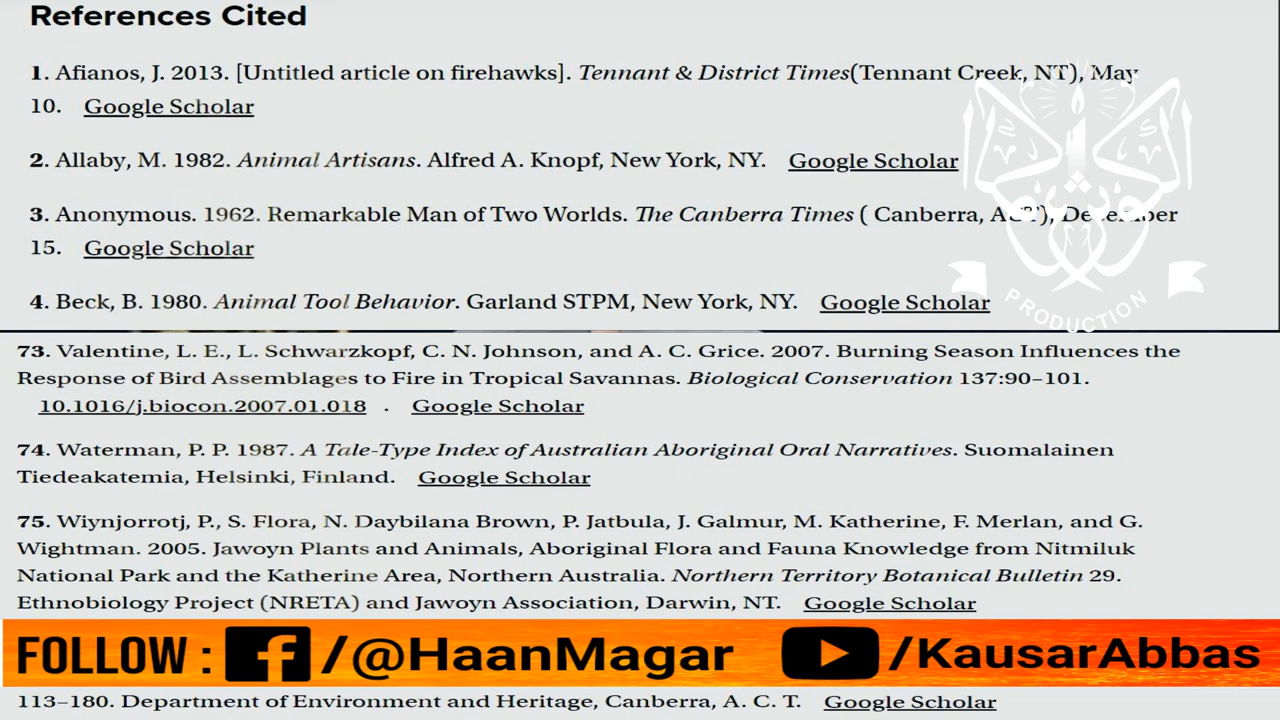 References Cited
1. Afianos, J. 2013. [Untitled article on firehawks]. Tennant & District Times(Tennant Creek, NT), May
10. Google Scholar
2. Allaby, M. 1982. Animal Artisans. Alfred A. Knopf, New York, NY. Google Scholar
3. Anonymous. 1962. Remarkable Man of Two Worlds. The Canberra Times ( Canberra, ACT), December
15. Google Scholar
4. Beck, B. 1980. Animal Tool Behavior. Garland STPM, New York, NY. Google Scholar
PRODUCTION
73. Valentine, L. E., L. Schwarzkopf, C. N. Johnson, and A. C. Grice. 2007. Burning Season Influences the
Response of Bird Assemblages to Fire in Tropical Savannas. Biological Conservation 137:90–101.
10.1016/j.biocon.2007.01.018 . Google Scholar
74. Waterman, P. P. 1987. A Tale-Type Index of Australian Aboriginal Oral Narratives. Suomalainen
Tiedeakatemia, Helsinki, Finland. Google Scholar
75. Wiynjorrotj, P., S. Flora, N. Daybilana Brown, P. Jatbula, J. Galmur, M. Katherine, F. Merlan, and G.
Wightman. 2005. Jawoyn Plants and Animals, Aboriginal Flora and Fauna Knowledge from Nitmiluk
National Park and the Katherine Area, Northern Australia. Northern Territory Botanical Bulletin 29.
Ethnobiology Project (NRETA) and Jawoyn Association, Darwin, NT. Google Scholar
FOLLOW : /@HaanMagar /KausarAbbas
113–180. Department of Environment and Heritage, Canberra, A. C. T. Google Scholar